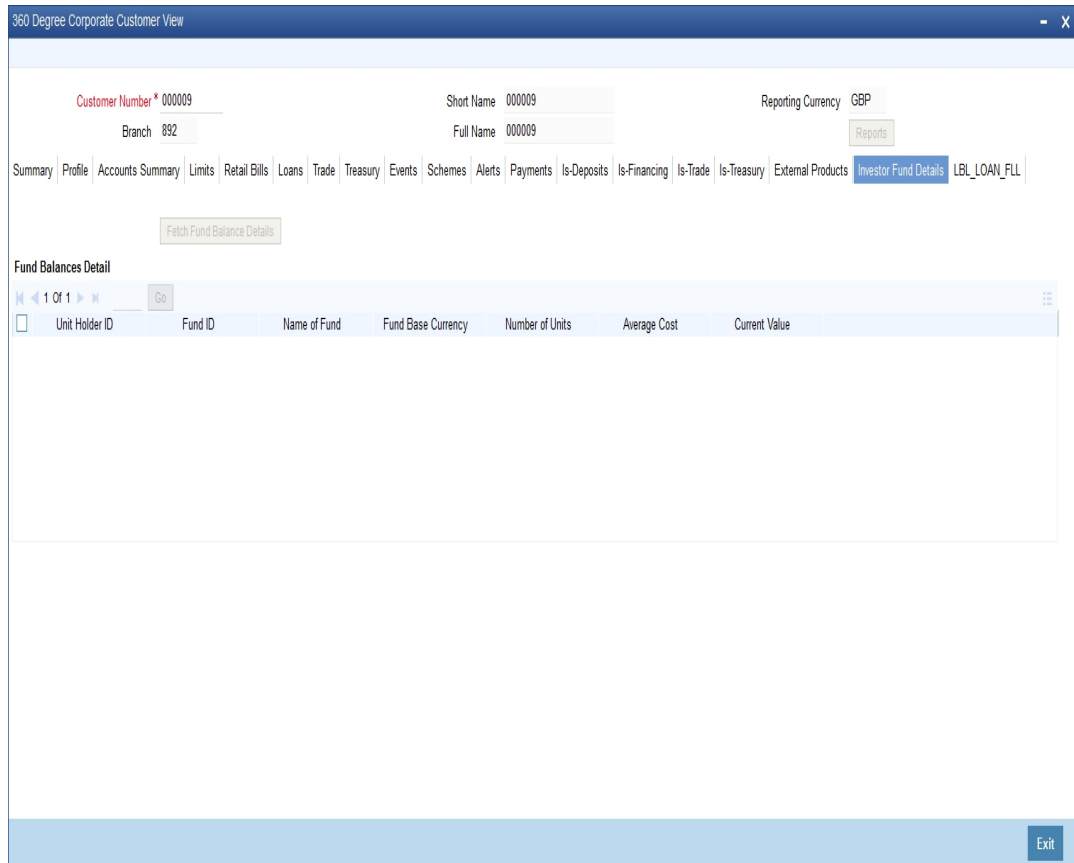 360 Degree Corporate Customer View - X
Customer Number * 000009 Short Name 000009 Reporting Currency GBP
Branch 892 Full Name 000009 Reports
Summary Profile Accounts Summary Limits Retail Bills Loans Trade Treasury Events Schemes Alerts Payments Is-Deposits Is-Financing Is-Trade Is-Treasury External Products Investor Fund Details LBL_LOAN_FLL
Fetch Fund Balance Details
Fund Balances Detail
1 Of 1 Go
Unit Holder ID Fund ID Name of Fund Fund Base Currency Number of Units Average Cost Current Value
Exit